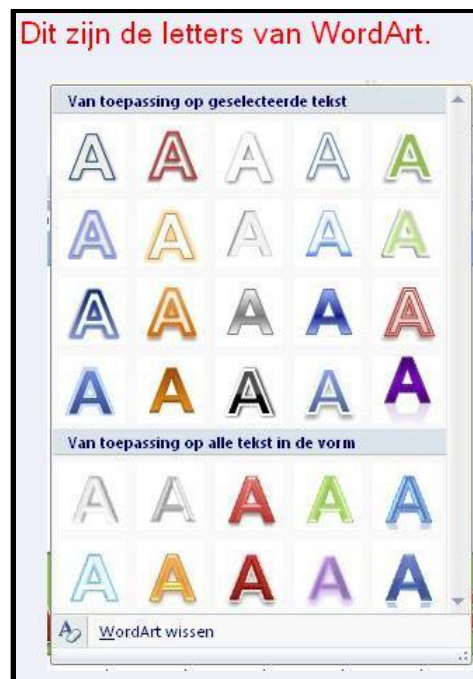 Dit zijn de letters van WordArt.
Van toepassing op geselecteerde tekst
A A A A A
A A A A A
A A A A A
A A A A A
Van toepassing op alle tekst in de vorm
A A A A A
A A A A A
WordArt wissen